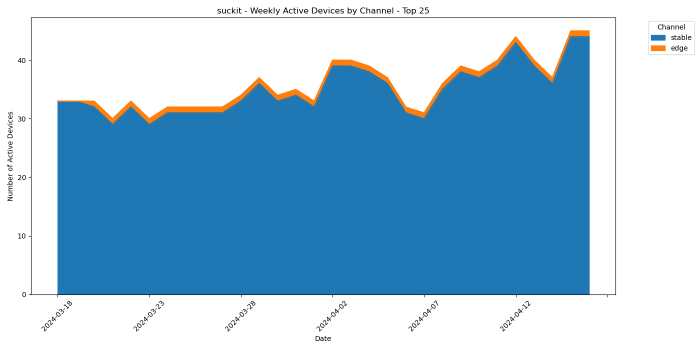 suckit - Weekly Active Devices by Channel - Top 25
Channel
stable
edge
Number of Active Devices
40
30
20
10
0
2024-03-18
2024-03-23
2024-03-28
2024-04-02
2024-04-07
2024-04-12
Date